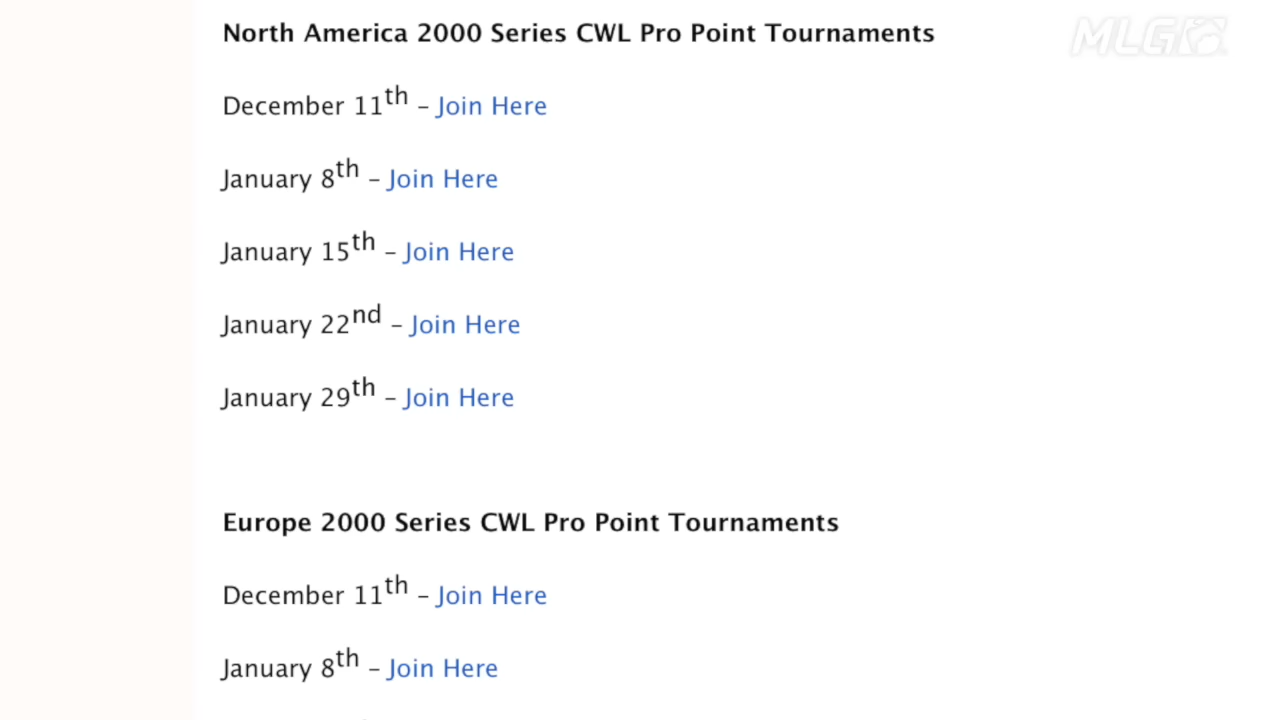 MLG
North America 2000 Series CWL Pro Point Tournaments
December 11th – Join Here
January 8th – Join Here
January 15th – Join Here
January 22nd – Join Here
January 29th – Join Here
Europe 2000 Series CWL Pro Point Tournaments
December 11th – Join Here
January 8th – Join Here